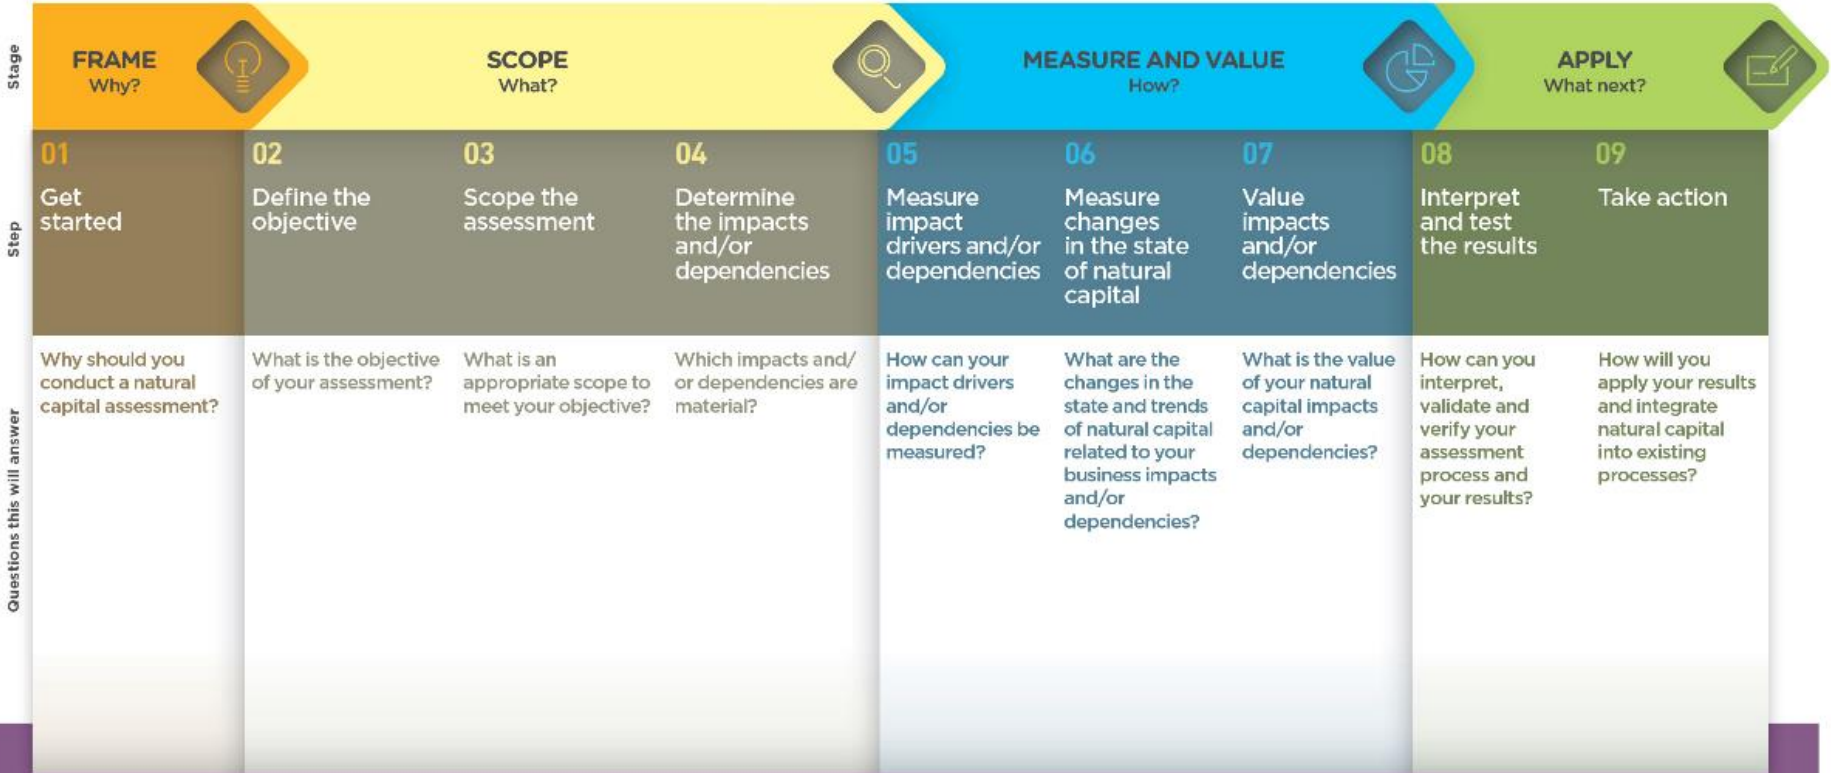 Stage
FRAME
Why?
SCOPE
What?
MEASURE AND VALUE
How?
APPLY
What next?
Step
01
Get
started
02
Define the
objective
03
Scope the
assessment
04
Determine
the impacts
and/or
dependencies
05
Measure
impact
drivers and/or
dependencies
06
Measure
changes
in the state
of natural
capital
07
Value
impacts
and/or
dependencies
08
Interpret
and test
the results
09
Take action
Questions this will answer
Why should you
conduct a natural
capital assessment?
What is the objective
of your assessment?
What is an
appropriate scope to
meet your objective?
Which impacts and/
or dependencies are
material?
How can your
impact drivers
and/or
dependencies be
measured?
What are the
changes in the
state and trends
of natural capital
related to your
business impacts
and/or
dependencies?
What is the value
of your natural
capital impacts
and/or
dependencies?
How can you
interpret,
validate and
verify your
assessment
process and
your results?
How will you
apply your results
and integrate
natural capital
into existing
processes?